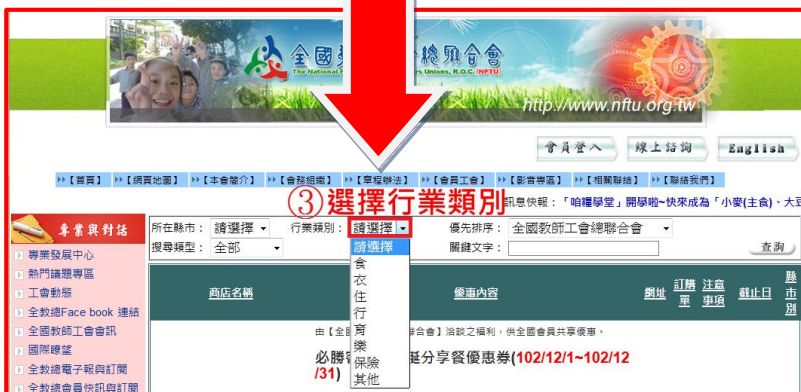 全國
總聯合會
The National
rs Unions, R.O.C. (NFTU)
http://www.nftu.org.tw
會員登入
線上諮詢
English
【首頁】
【網頁地圖】
【本會簡介】
【會務組織】
【章程辦法】
【會員工會】
【影音專區】
【相關聯結】
【聯絡我們】
③選擇行業類別
訊息快報：「咱糧學堂」開學啦~快來成為「小麥(主食)、大豆
專業與對話
專業發展中心
熱門議題專區
工會動態
全教總Face book 連結
全國教師工會會訊
國際瞭望
全教總電子報與訂閱
全教總會員快訊與訂閱
所在縣市： 請選擇
行業類別： 請選擇
優先排序： 全國教師工會總聯合會
搜尋類型： 全部
關鍵文字：
查詢
請選擇
食
衣
住
行
育
樂
保險
其他
商店名稱
優惠內容
網址
訂購單
注意事項
截止日
縣市別
由【全國
聯合會】洽談之福利，供全國會員共享優惠。
必勝
分享餐優惠券(102/12/1~102/12
/31)